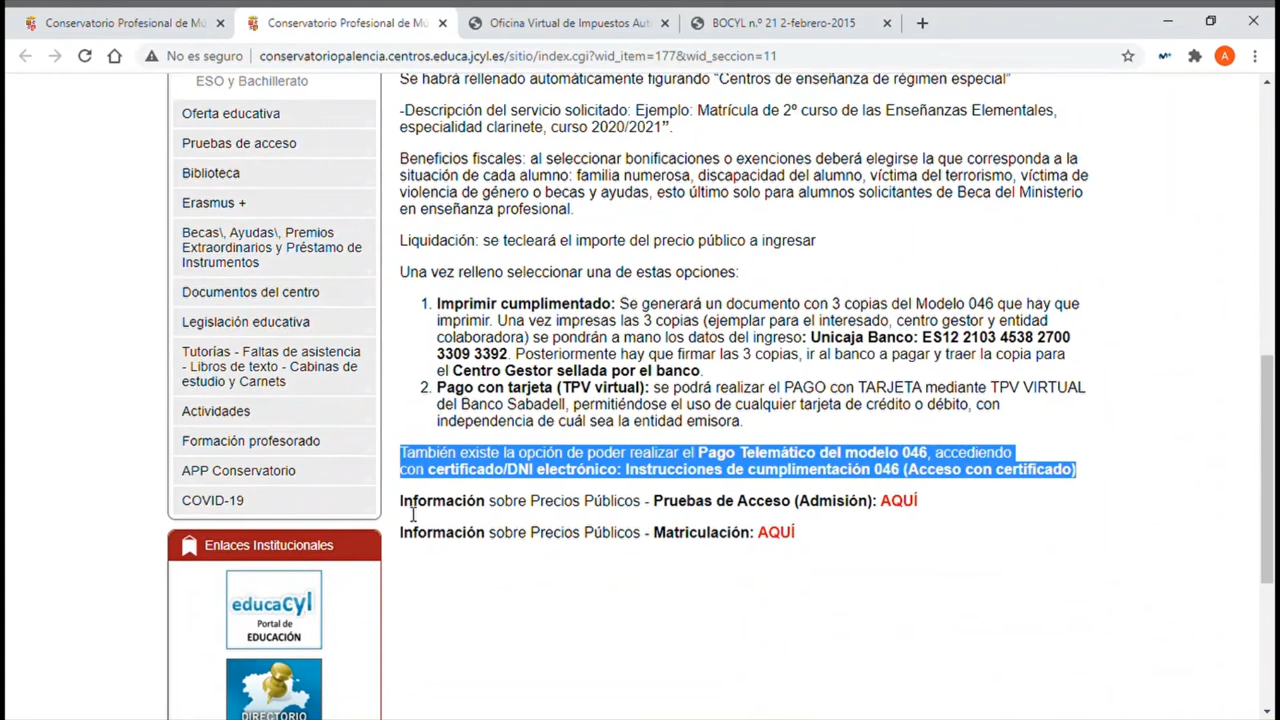 Conservatorio Profesional de Mú
Conservatorio Profesional de Mú
Oficina Virtual de Impuestos Aut
BOCYL n.º 21 2-febrero-2015
No es seguro
conservatoriopalencia.centros.educa.jcyl.es/sitio/index.cgi?wid_item=177&wid_seccion=11
A
ESO y Bachillerato
Oferta educativa
Pruebas de acceso
Biblioteca
Erasmus +
Becas\, Ayudas\, Premios
Extraordinarios y Préstamo de
Instrumentos
Documentos del centro
Legislación educativa
Tutorías - Faltas de asistencia
- Libros de texto - Cabinas de
estudio y Carnets
Actividades
Formación profesorado
APP Conservatorio
COVID-19
Enlaces Institucionales
educacyl
Portal de
EDUCACIÓN
DIRECTORIO
Se habrá rellenado automáticamente figurando “Centros de enseñanza de régimen especial”
-Descripción del servicio solicitado: Ejemplo: Matrícula de 2º curso de las Enseñanzas Elementales,
especialidad clarinete, curso 2020/2021”.
Beneficios fiscales: al seleccionar bonificaciones o exenciones deberá elegirse la que corresponda a la
situación de cada alumno: familia numerosa, discapacidad del alumno, víctima del terrorismo, víctima de
violencia de género o becas y ayudas, esto último solo para alumnos solicitantes de Beca del Ministerio
en enseñanza profesional.
Liquidación: se tecleará el importe del precio público a ingresar
Una vez relleno seleccionar una de estas opciones:
1. Imprimir cumplimentado: Se generará un documento con 3 copias del Modelo 046 que hay que
imprimir. Una vez impresas las 3 copias (ejemplar para el interesado, centro gestor y entidad
colaboradora) se pondrán a mano los datos del ingreso: Unicaja Banco: ES12 2103 4538 2700
3309 3392. Posteriormente hay que firmar las 3 copias, ir al banco a pagar y traer la copia para
el Centro Gestor sellada por el banco.
2. Pago con tarjeta (TPV virtual): se podrá realizar el PAGO con TARJETA mediante TPV VIRTUAL
del Banco Sabadell, permitiéndose el uso de cualquier tarjeta de crédito o débito, con
independencia de cuál sea la entidad emisora.
También existe la opción de poder realizar el Pago Telemático del modelo 046, accediendo
con certificado/DNI electrónico: Instrucciones de cumplimentación 046 (Acceso con certificado)
Información sobre Precios Públicos - Pruebas de Acceso (Admisión): AQUÍ
Información sobre Precios Públicos - Matriculación: AQUÍ